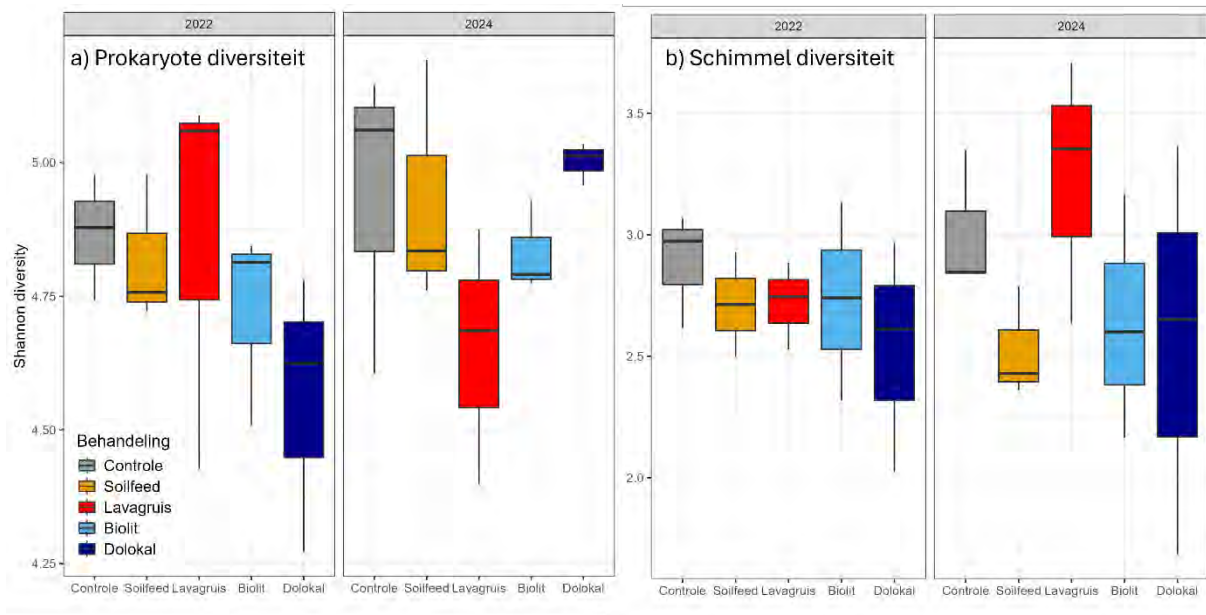 2022
2024
a) Prokaryote diversiteit
5.00
4.75
4.50
4.25
Shannon diversity
Behandeling
Controle
Soilfeed
Lavagruis
Biolit
Dolokal
Controle Soilfeed Lavagruis Biolit Dolokal
Controle Soilfeed Lavagruis Biolit Dolokal
2022
2024
b) Schimmel diversiteit
3.5
3.0
2.5
2.0
Controle Soilfeed Lavagruis Biolit Dolokal
Controle Soilfeed Lavagruis Biolit Dolokal